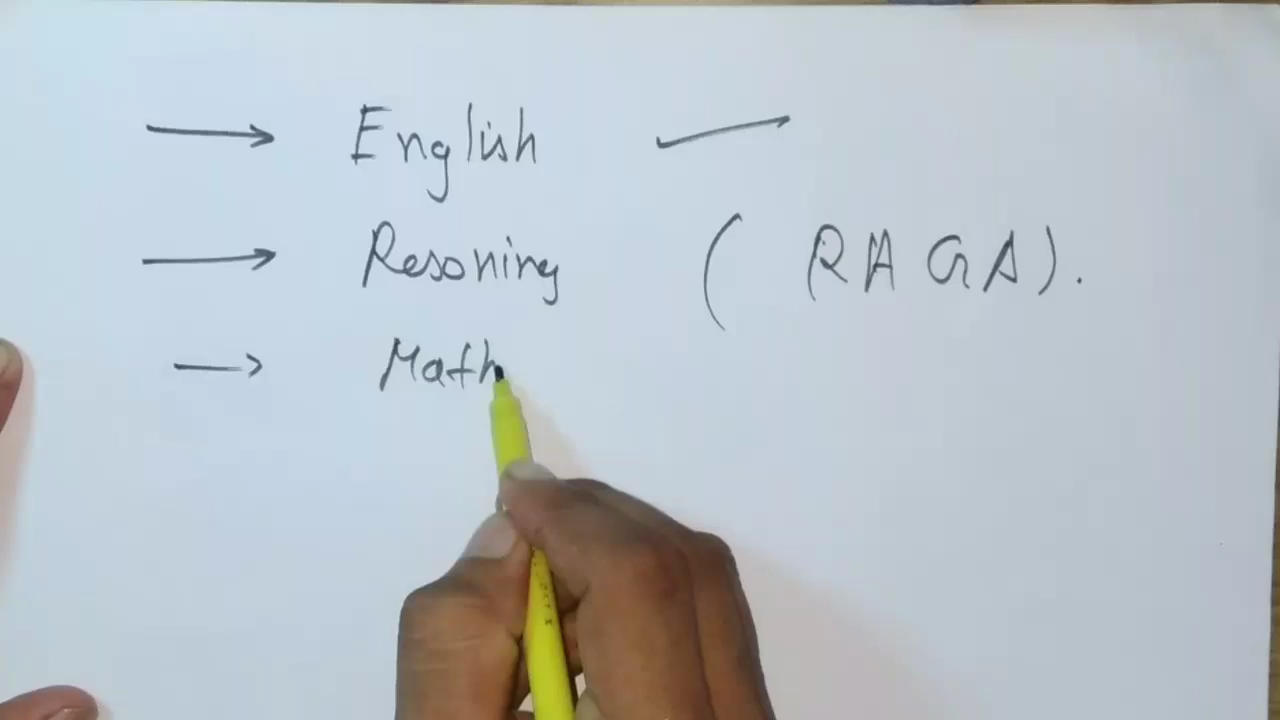 → English
→ Resoning (RAGA).
→ Math